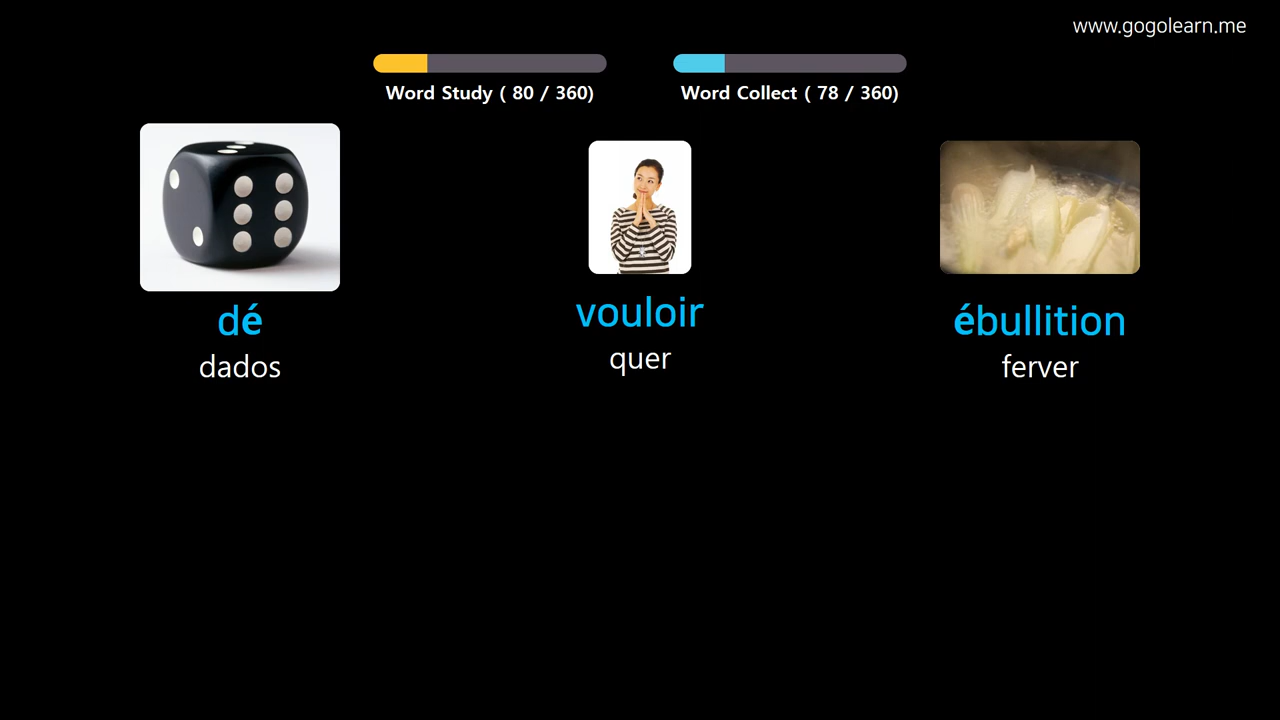 www.gogolearn.me
Word Study ( 80 / 360)
Word Collect ( 78 / 360)
dé
dados
vouloir
quer
ébullition
ferver